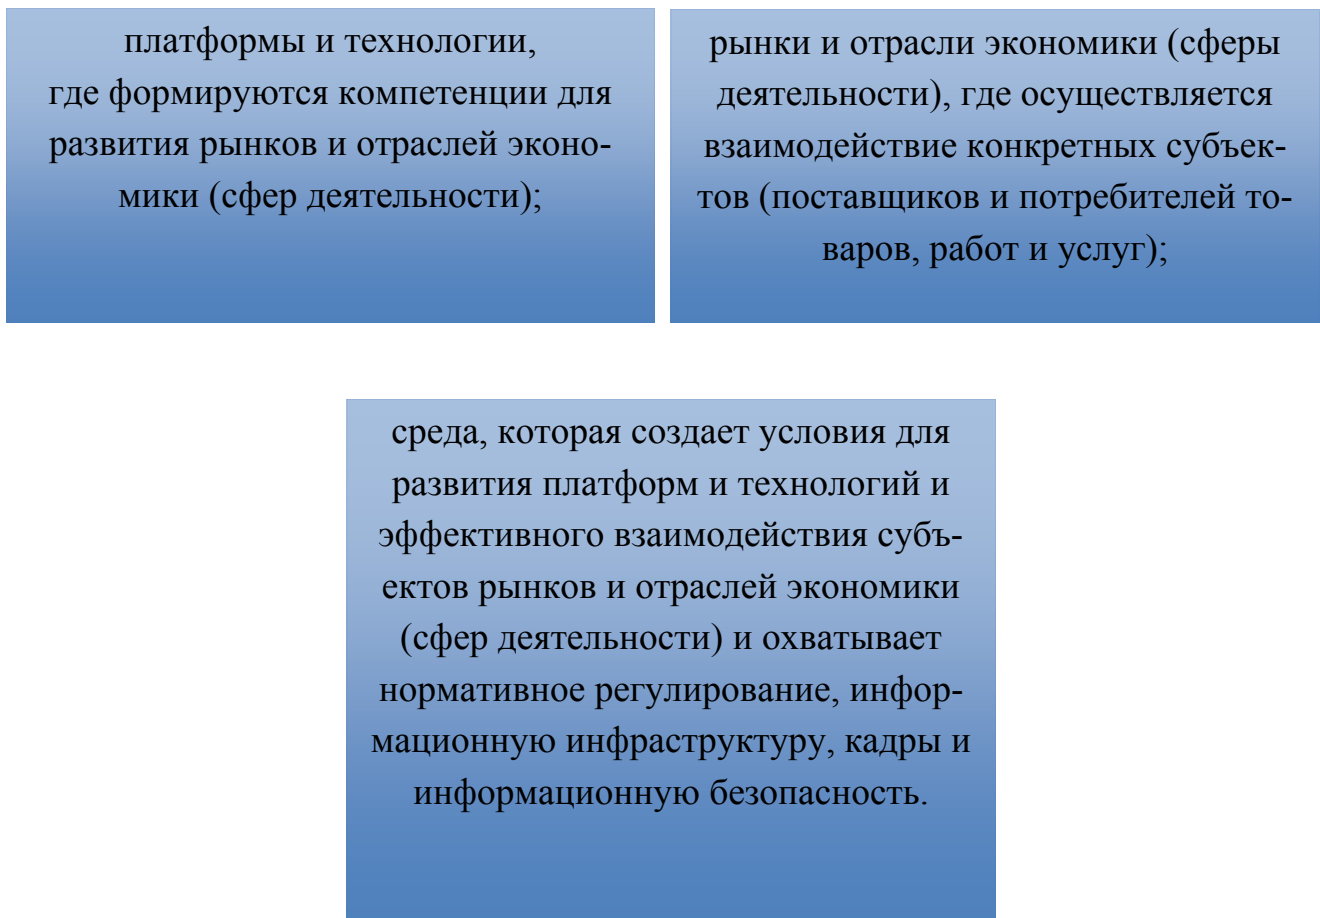 платформы и технологии,
где формируются компетенции для
развития рынков и отраслей эконо-
мики (сфер деятельности);
рынки и отрасли экономики (сферы
деятельности), где осуществляется
взаимодействие конкретных субъек-
тов (поставщиков и потребителей то-
варов, работ и услуг);
среда, которая создает условия для
развития платформ и технологий и
эффективного взаимодействия субъ-
ектов рынков и отраслей экономики
(сфер деятельности) и охватывает
нормативное регулирование, инфор-
мационную инфраструктуру, кадры и
информационную безопасность.